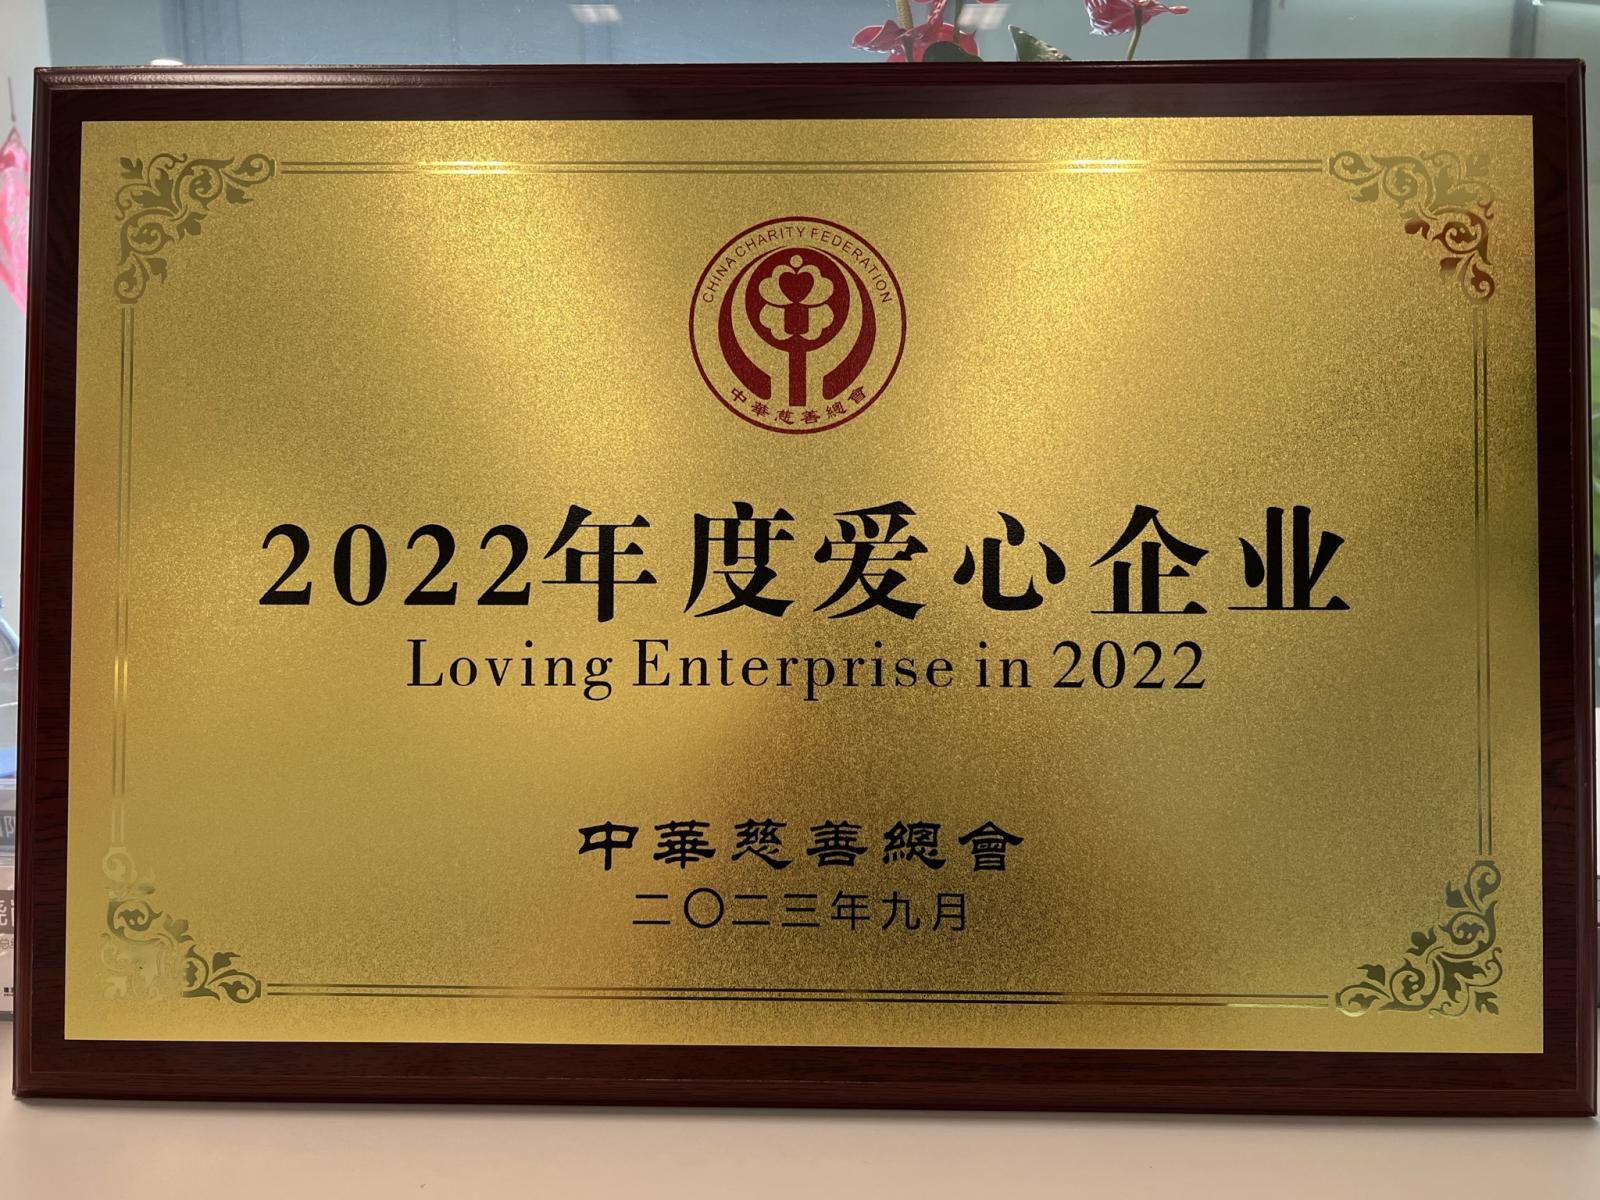 CHINA CHARITY FEDERATION
中華慈善總會
2022年度爱心企业
Loving Enterprise in 2022
中華慈善總會
二〇二三年九月